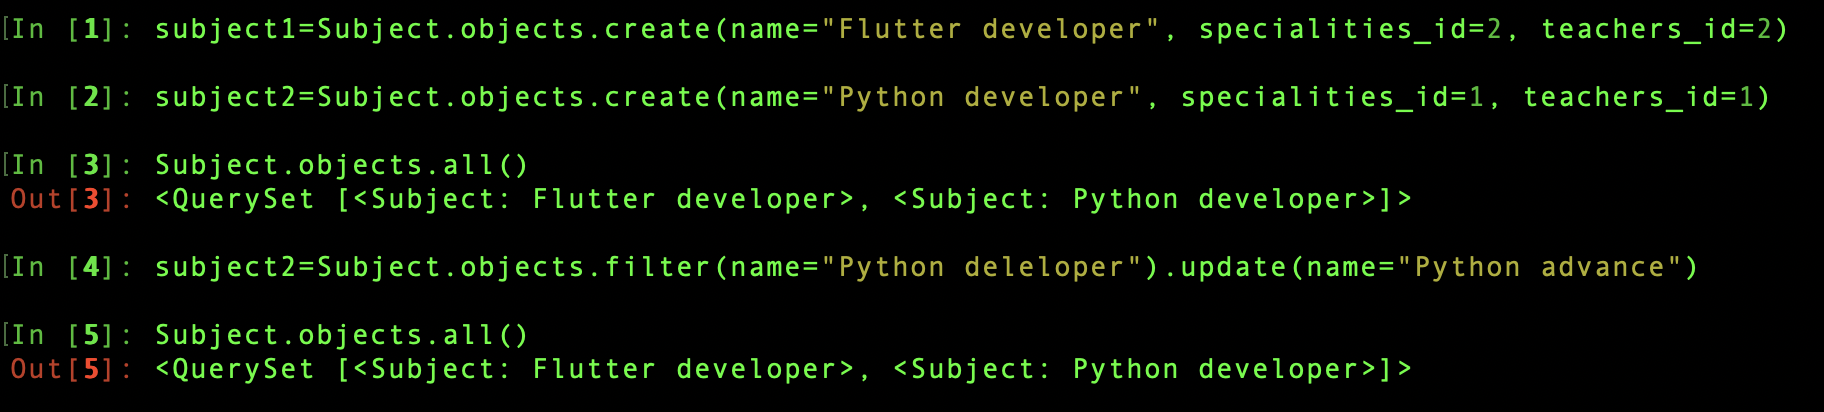 In [1]: subject1=Subject.objects.create(name="Flutter developer", specialities_id=2, teachers_id=2)
In [2]: subject2=Subject.objects.create(name="Python developer", specialities_id=1, teachers_id=1)
In [3]: Subject.objects.all()
Out[3]: <QuerySet [<Subject: Flutter developer>, <Subject: Python developer>]>
In [4]: subject2=Subject.objects.filter(name="Python deleloper").update(name="Python advance")
In [5]: Subject.objects.all()
Out[5]: <QuerySet [<Subject: Flutter developer>, <Subject: Python developer>]>